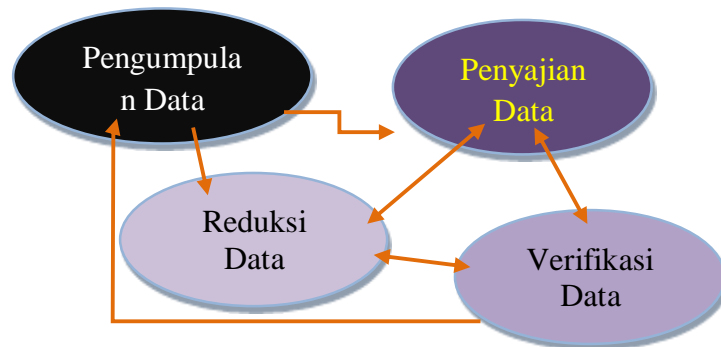 Pengumpula
n Data
Penyajian
Data
Reduksi
Data
Verifikasi
Data